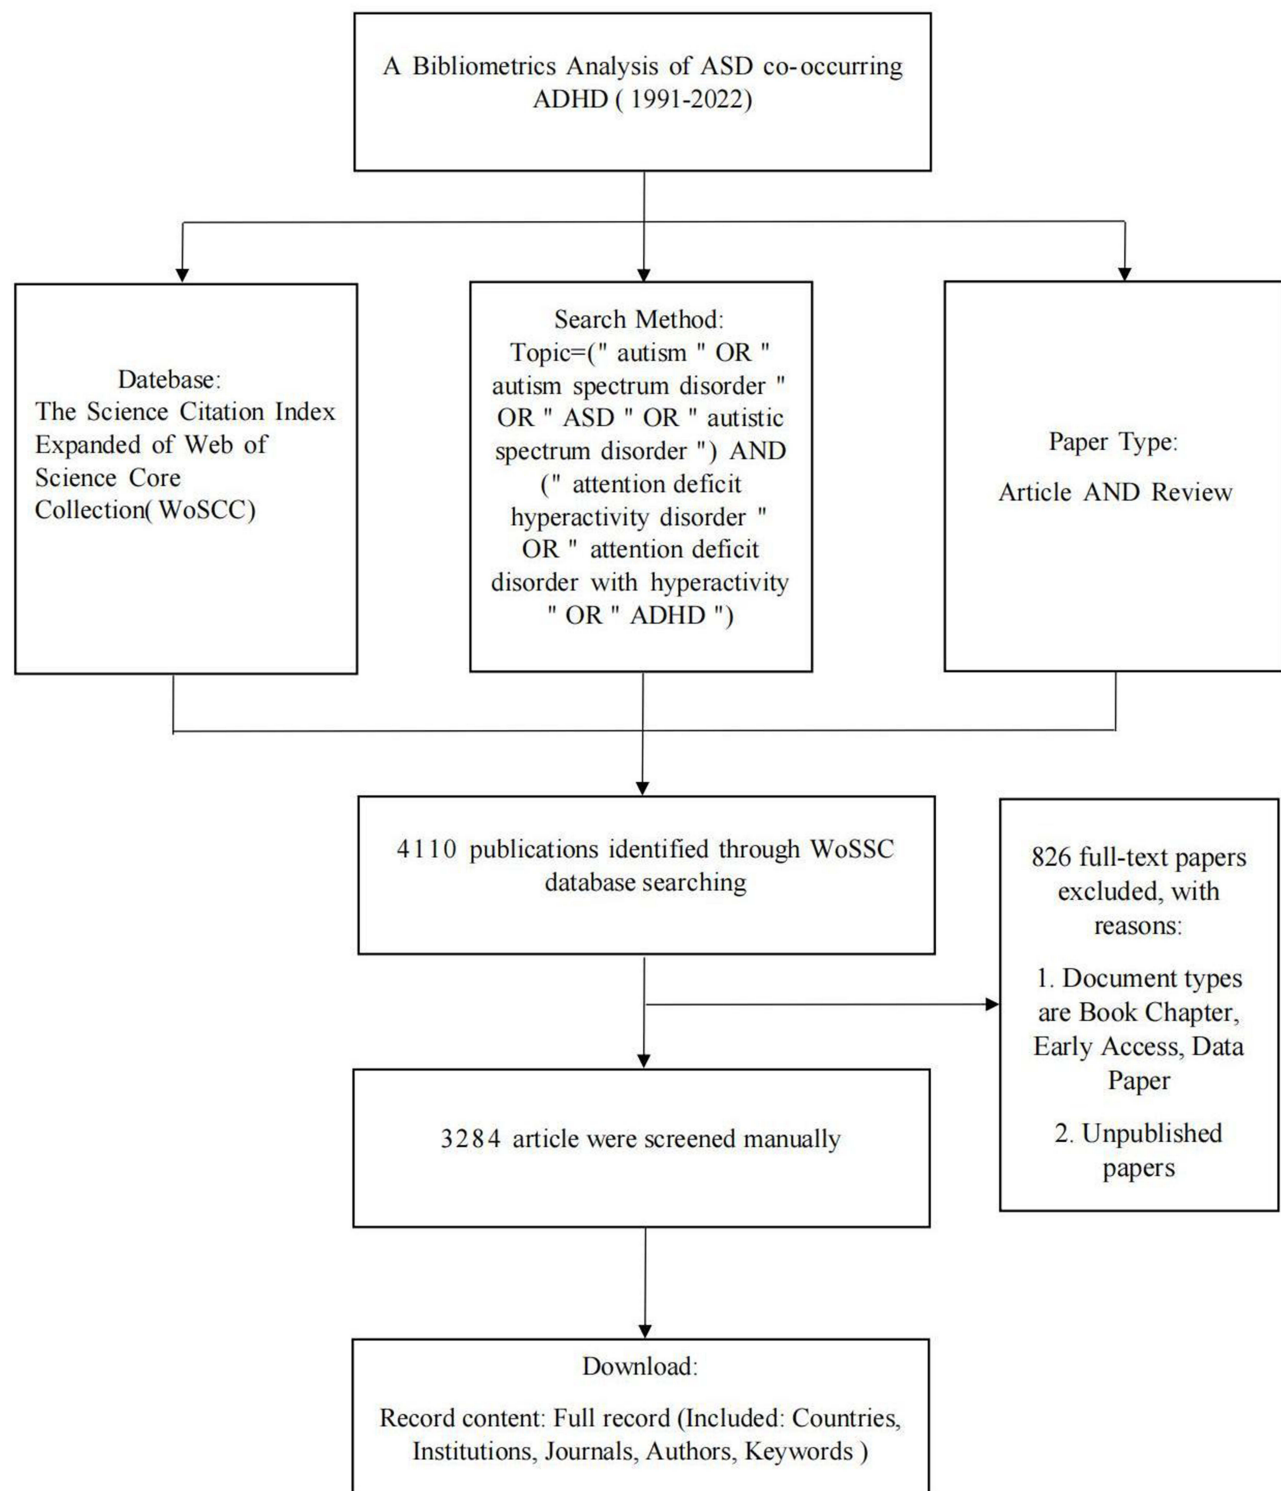 A Bibliometrics Analysis of ASD co-occurring
ADHD ( 1991-2022)
Datebase:
The Science Citation Index
Expanded of Web of
Science Core
Collection( WoSCC)
Search Method:
Topic=(" autism " OR "
autism spectrum disorder "
OR " ASD " OR " autistic
spectrum disorder ") AND
(" attention deficit
hyperactivity disorder "
OR " attention deficit
disorder with hyperactivity
" OR " ADHD ")
Paper Type:
Article AND Review
4110 publications identified through WoSSC
database searching
826 full-text papers
excluded, with
reasons:
1. Document types
are Book Chapter,
Early Access, Data
Paper
2. Unpublished
papers
3284 article were screened manually
Download:
Record content: Full record (Included: Countries,
Institutions, Journals, Authors, Keywords )